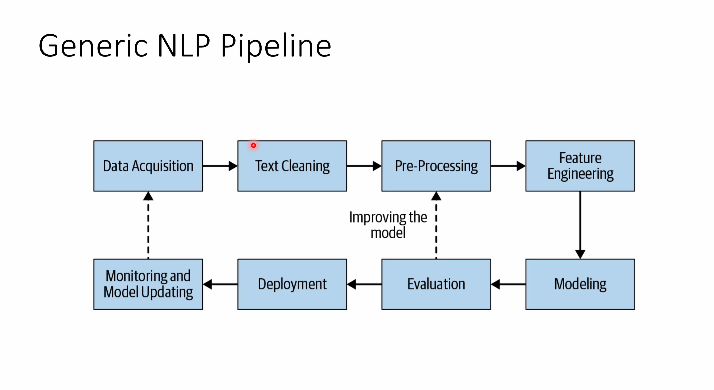 Generic NLP Pipeline
Data Acquisition
Text Cleaning
Pre-Processing
Feature
Engineering
Improving the
model
Monitoring and
Model Updating
Deployment
Evaluation
Modeling